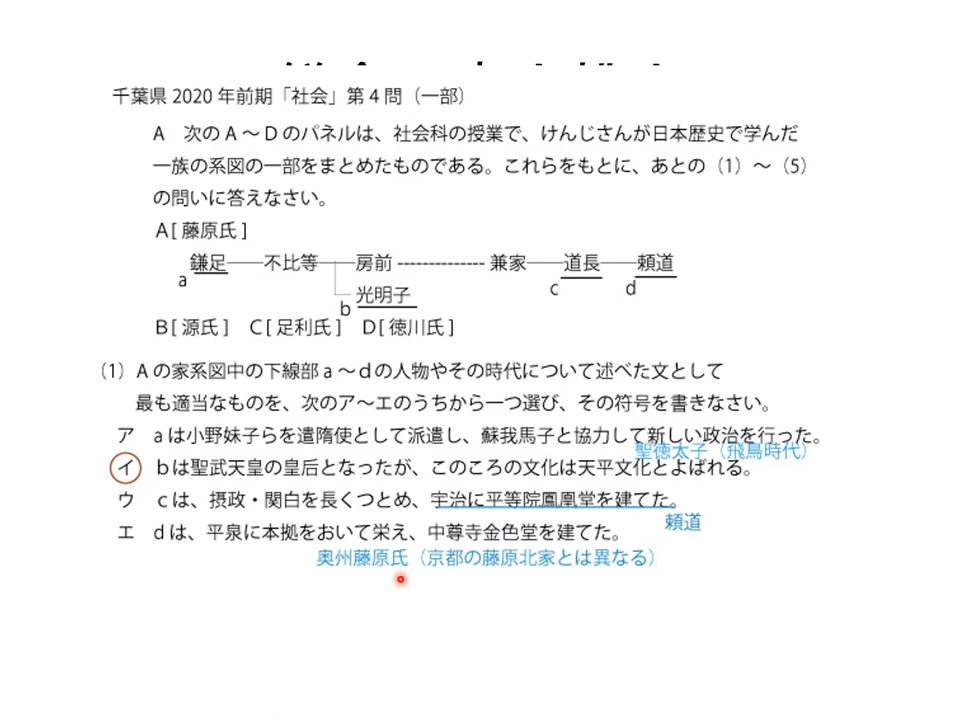 千葉県 2020 年前期「社会」第４問（一部）
A　次のA～Dのパネルは、社会科の授業で、けんじさんが日本歴史で学んだ
一族の系図の一部をまとめたものである。これらをもとに、あとの（1）～（5）
の問いに答えなさい。
A [ 藤原氏 ]
鎌足 不比等 房前 -------------- 兼家 道長 頼道
a c d
光明子
b
B [ 源氏 ]　C [ 足利氏 ]　D [ 徳川氏 ]
（1）Aの家系図中の下線部a～dの人物やその時代について述べた文として
最も適当なものを、次のア～エのうちから一つ選び、その符号を書きなさい。
ア　aは小野妹子らを遣隋使として派遣し、蘇我馬子と協力して新しい政治を行った。
聖徳太子（飛鳥時代）
イ　bは聖武天皇の皇后となったが、このころの文化は天平文化とよばれる。
ウ　cは、摂政・関白を長くつとめ、宇治に平等院鳳凰堂を建てた。
頼道
エ　dは、平泉に本拠をおいて栄え、中尊寺金色堂を建てた。
奥州藤原氏（京都の藤原北家とは異なる）